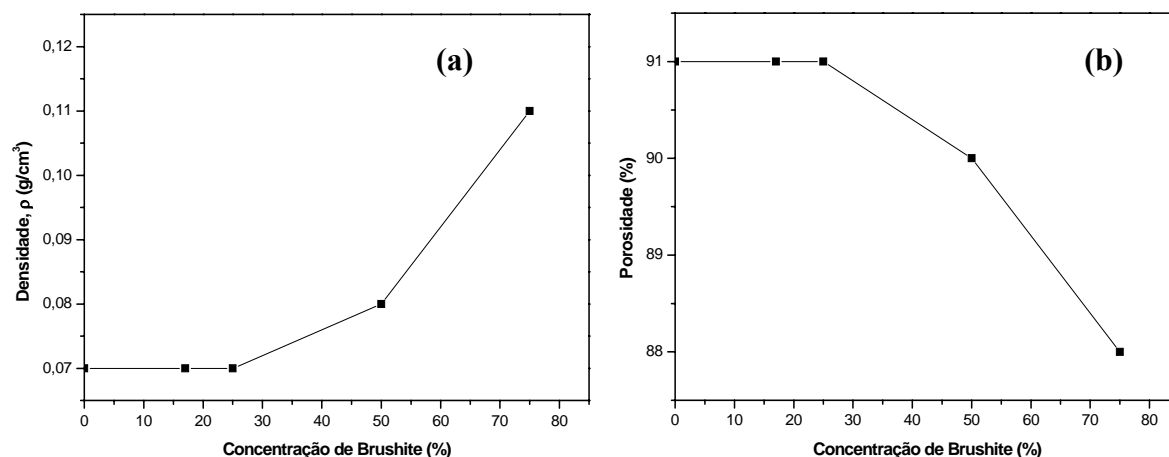 (a)
Densidade, ρ (g/cm³)
0,12
0,11
0,10
0,09
0,08
0,07
0 10 20 30 40 50 60 70 80
Concentração de Brushite (%)
(b)
Porosidade (%)
91
90
89
88
0 10 20 30 40 50 60 70 80
Concentração de Brushite (%)